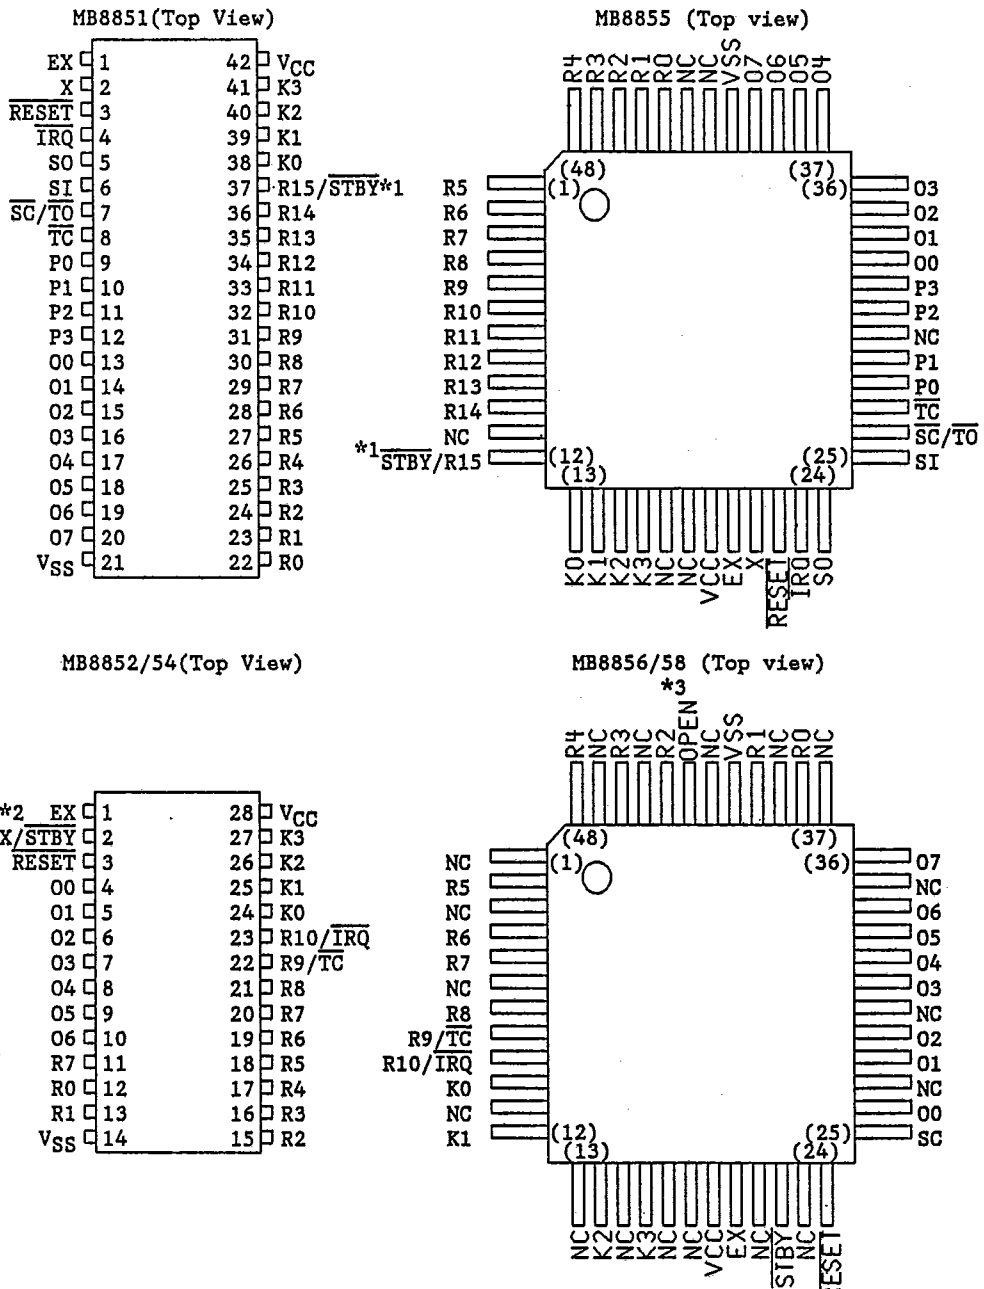 MB8851(Top View)
EX 1 42 VCC
X 2 41 K3
RESET 3 40 K2
IRQ 4 39 K1
SO 5 38 K0
SI 6 37 R15/STBY*1
SC/TO 7 36 R14
TC 8 35 R13
P0 9 34 R12
P1 10 33 R11
P2 11 32 R10
P3 12 31 R9
O0 13 30 R8
O1 14 29 R7
O2 15 28 R6
O3 16 27 R5
O4 17 26 R4
O5 18 25 R3
O6 19 24 R2
O7 20 23 R1
VSS 21 22 R0
MB8855 (Top view)
R4 R3 R2 R1 R0 NC NC VSS O7 O6 O5 O4
(48) (37)
(1) (36)
R5 O3
R6 O2
R7 O1
R8 O0
R9 P3
R10 P2
R11 NC
R12 P1
R13 P0
R14 TC
NC SC/TO
*1 STBY/R15 SI
(12) (25)
(13) (24)
K0 K1 K2 K3 NC NC VCC EX X RESET IRQ SO
MB8852/54(Top View)
*2 EX 1 28 VCC
X/STBY 2 27 K3
RESET 3 26 K2
O0 4 25 K1
O1 5 24 K0
O2 6 23 R10/IRQ
O3 7 22 R9/TC
O4 8 21 R8
O5 9 20 R7
O6 10 19 R6
R7 11 18 R5
R0 12 17 R4
R1 13 16 R3
VSS 14 15 R2
MB8856/58 (Top view)
*3
R4 NC R3 NC R2 OPEN NC VSS R1 NC R0 NC
(48) (37)
(1) (36)
NC O7
R5 NC
NC O6
R6 O5
R7 O4
NC O3
R8 NC
R9/TC O2
R10/IRQ O1
K0 NC
NC O0
K1 SC
(12) (25)
(13) (24)
NC K2 NC K3 NC NC VCC EX NC STBY NC ESET